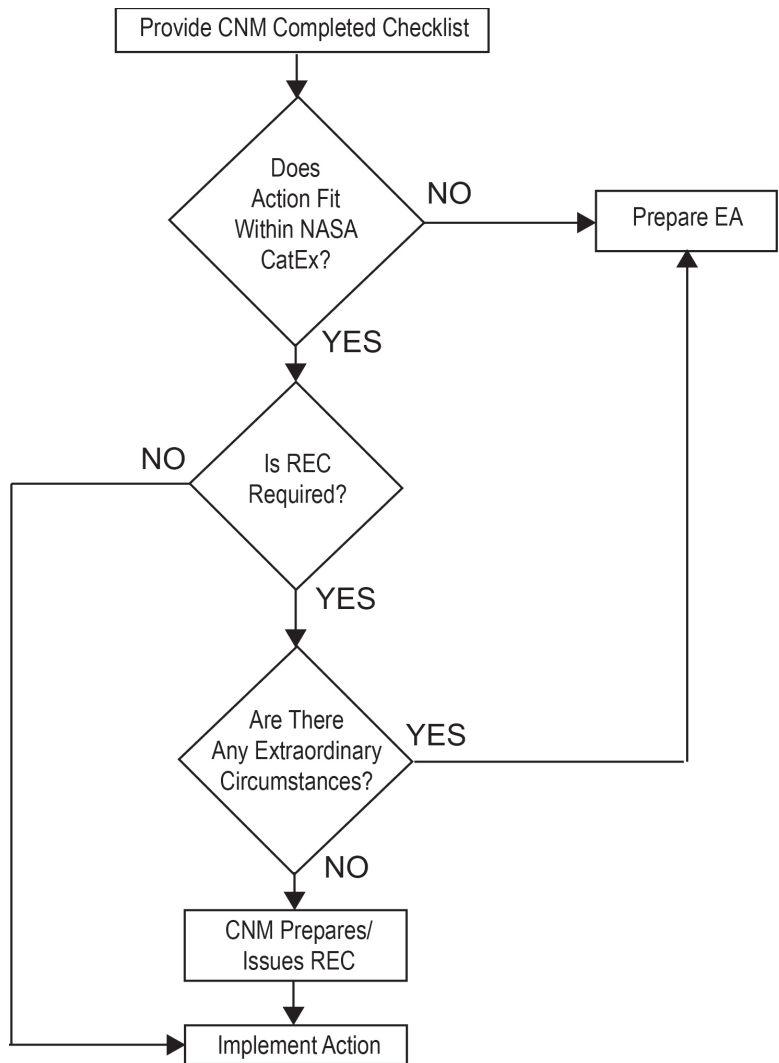 Provide CNM Completed Checklist
Does
Action Fit
Within NASA
CatEx?
NO
Prepare EA
YES
NO
Is REC
Required?
YES
Are There
Any Extraordinary
Circumstances?
YES
NO
CNM Prepares/
Issues REC
Implement Action